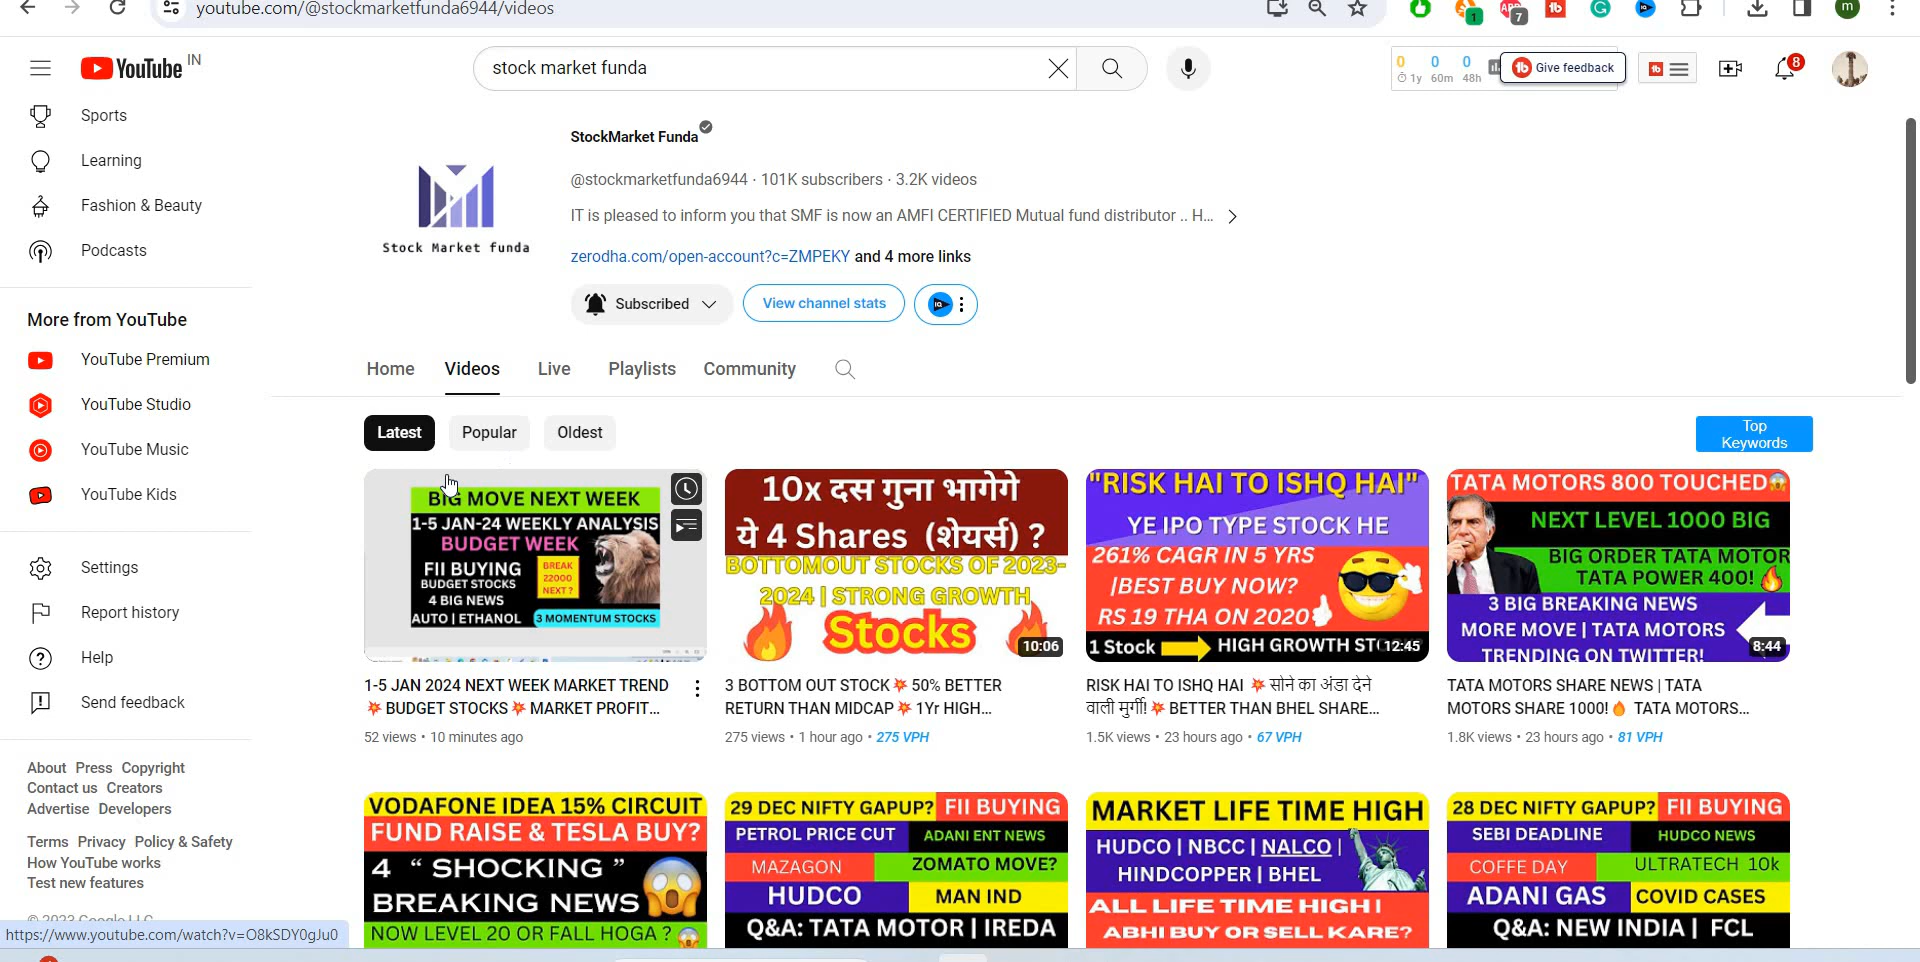 youtube.com/@stockmarketfunda6944/videos
1
7
m
YouTube IN
stock market funda
0 0 0
1y 60m 48h
Give feedback
8
Sports
Learning
Fashion & Beauty
Podcasts
More from YouTube
YouTube Premium
YouTube Studio
YouTube Music
YouTube Kids
Settings
Report history
Help
Send feedback
About Press Copyright
Contact us Creators
Advertise Developers
Terms Privacy Policy & Safety
How YouTube works
Test new features
© 2023 Google LLC
https://www.youtube.com/watch?v=O8kSDY0gJu0
Stock Market funda
StockMarket Funda
@stockmarketfunda6944 · 101K subscribers · 3.2K videos
IT is pleased to inform you that SMF is now an AMFI CERTIFIED Mutual fund distributor .. H...
zerodha.com/open-account?c=ZMPEKY and 4 more links
Subscribed
View channel stats
Home Videos Live Playlists Community
Latest Popular Oldest
Top
Keywords
BIG MOVE NEXT WEEK
1-5 JAN-24 WEEKLY ANALYSIS
BUDGET WEEK
FII BUYING
BUDGET STOCKS
4 BIG NEWS
AUTO | ETHANOL
BREAK
22000
NEXT ?
3 MOMENTUM STOCKS
1-5 JAN 2024 NEXT WEEK MARKET TREND
💥 BUDGET STOCKS 💥 MARKET PROFIT...
52 views • 10 minutes ago
10x दस गुना भागेगे
ये 4 Shares (शेयर्स) ?
BOTTOMOUT STOCKS OF 2023-
2024 | STRONG GROWTH
Stocks
10:06
3 BOTTOM OUT STOCK 💥 50% BETTER
RETURN THAN MIDCAP 💥 1Yr HIGH...
275 views • 1 hour ago • 275 VPH
"RISK HAI TO ISHQ HAI"
YE IPO TYPE STOCK HE
261% CAGR IN 5 YRS
|BEST BUY NOW?
RS 19 THA ON 2020
1 Stock HIGH GROWTH
12:45
RISK HAI TO ISHQ HAI 💥 सोने का अंडा देने
वाली मुर्गी! 💥 BETTER THAN BHEL SHARE...
1.5K views • 23 hours ago • 67 VPH
TATA MOTORS 800 TOUCHED😱
NEXT LEVEL 1000 BIG
BIG ORDER TATA MOTOR
TATA POWER 400! 🔥
3 BIG BREAKING NEWS
MORE MOVE | TATA MOTORS
TRENDING ON TWITTER!
8:44
TATA MOTORS SHARE NEWS | TATA
MOTORS SHARE 1000! 🔥 TATA MOTORS...
1.8K views • 23 hours ago • 81 VPH
VODAFONE IDEA 15% CIRCUIT
FUND RAISE & TESLA BUY?
4 “ SHOCKING ”
BREAKING NEWS
NOW LEVEL 20 OR FALL HOGA ? 😱
29 DEC NIFTY GAPUP? FII BUYING
PETROL PRICE CUT ADANI ENT NEWS
MAZAGON ZOMATO MOVE?
HUDCO MAN IND
Q&A: TATA MOTOR | IREDA
MARKET LIFE TIME HIGH
HUDCO | NBCC | NALCO |
HINDCOPPER | BHEL
ALL LIFE TIME HIGH |
ABHI BUY OR SELL KARE?
28 DEC NIFTY GAPUP? FII BUYING
SEBI DEADLINE HUDCO NEWS
COFFE DAY ULTRATECH 10k
ADANI GAS COVID CASES
Q&A: NEW INDIA | FCL